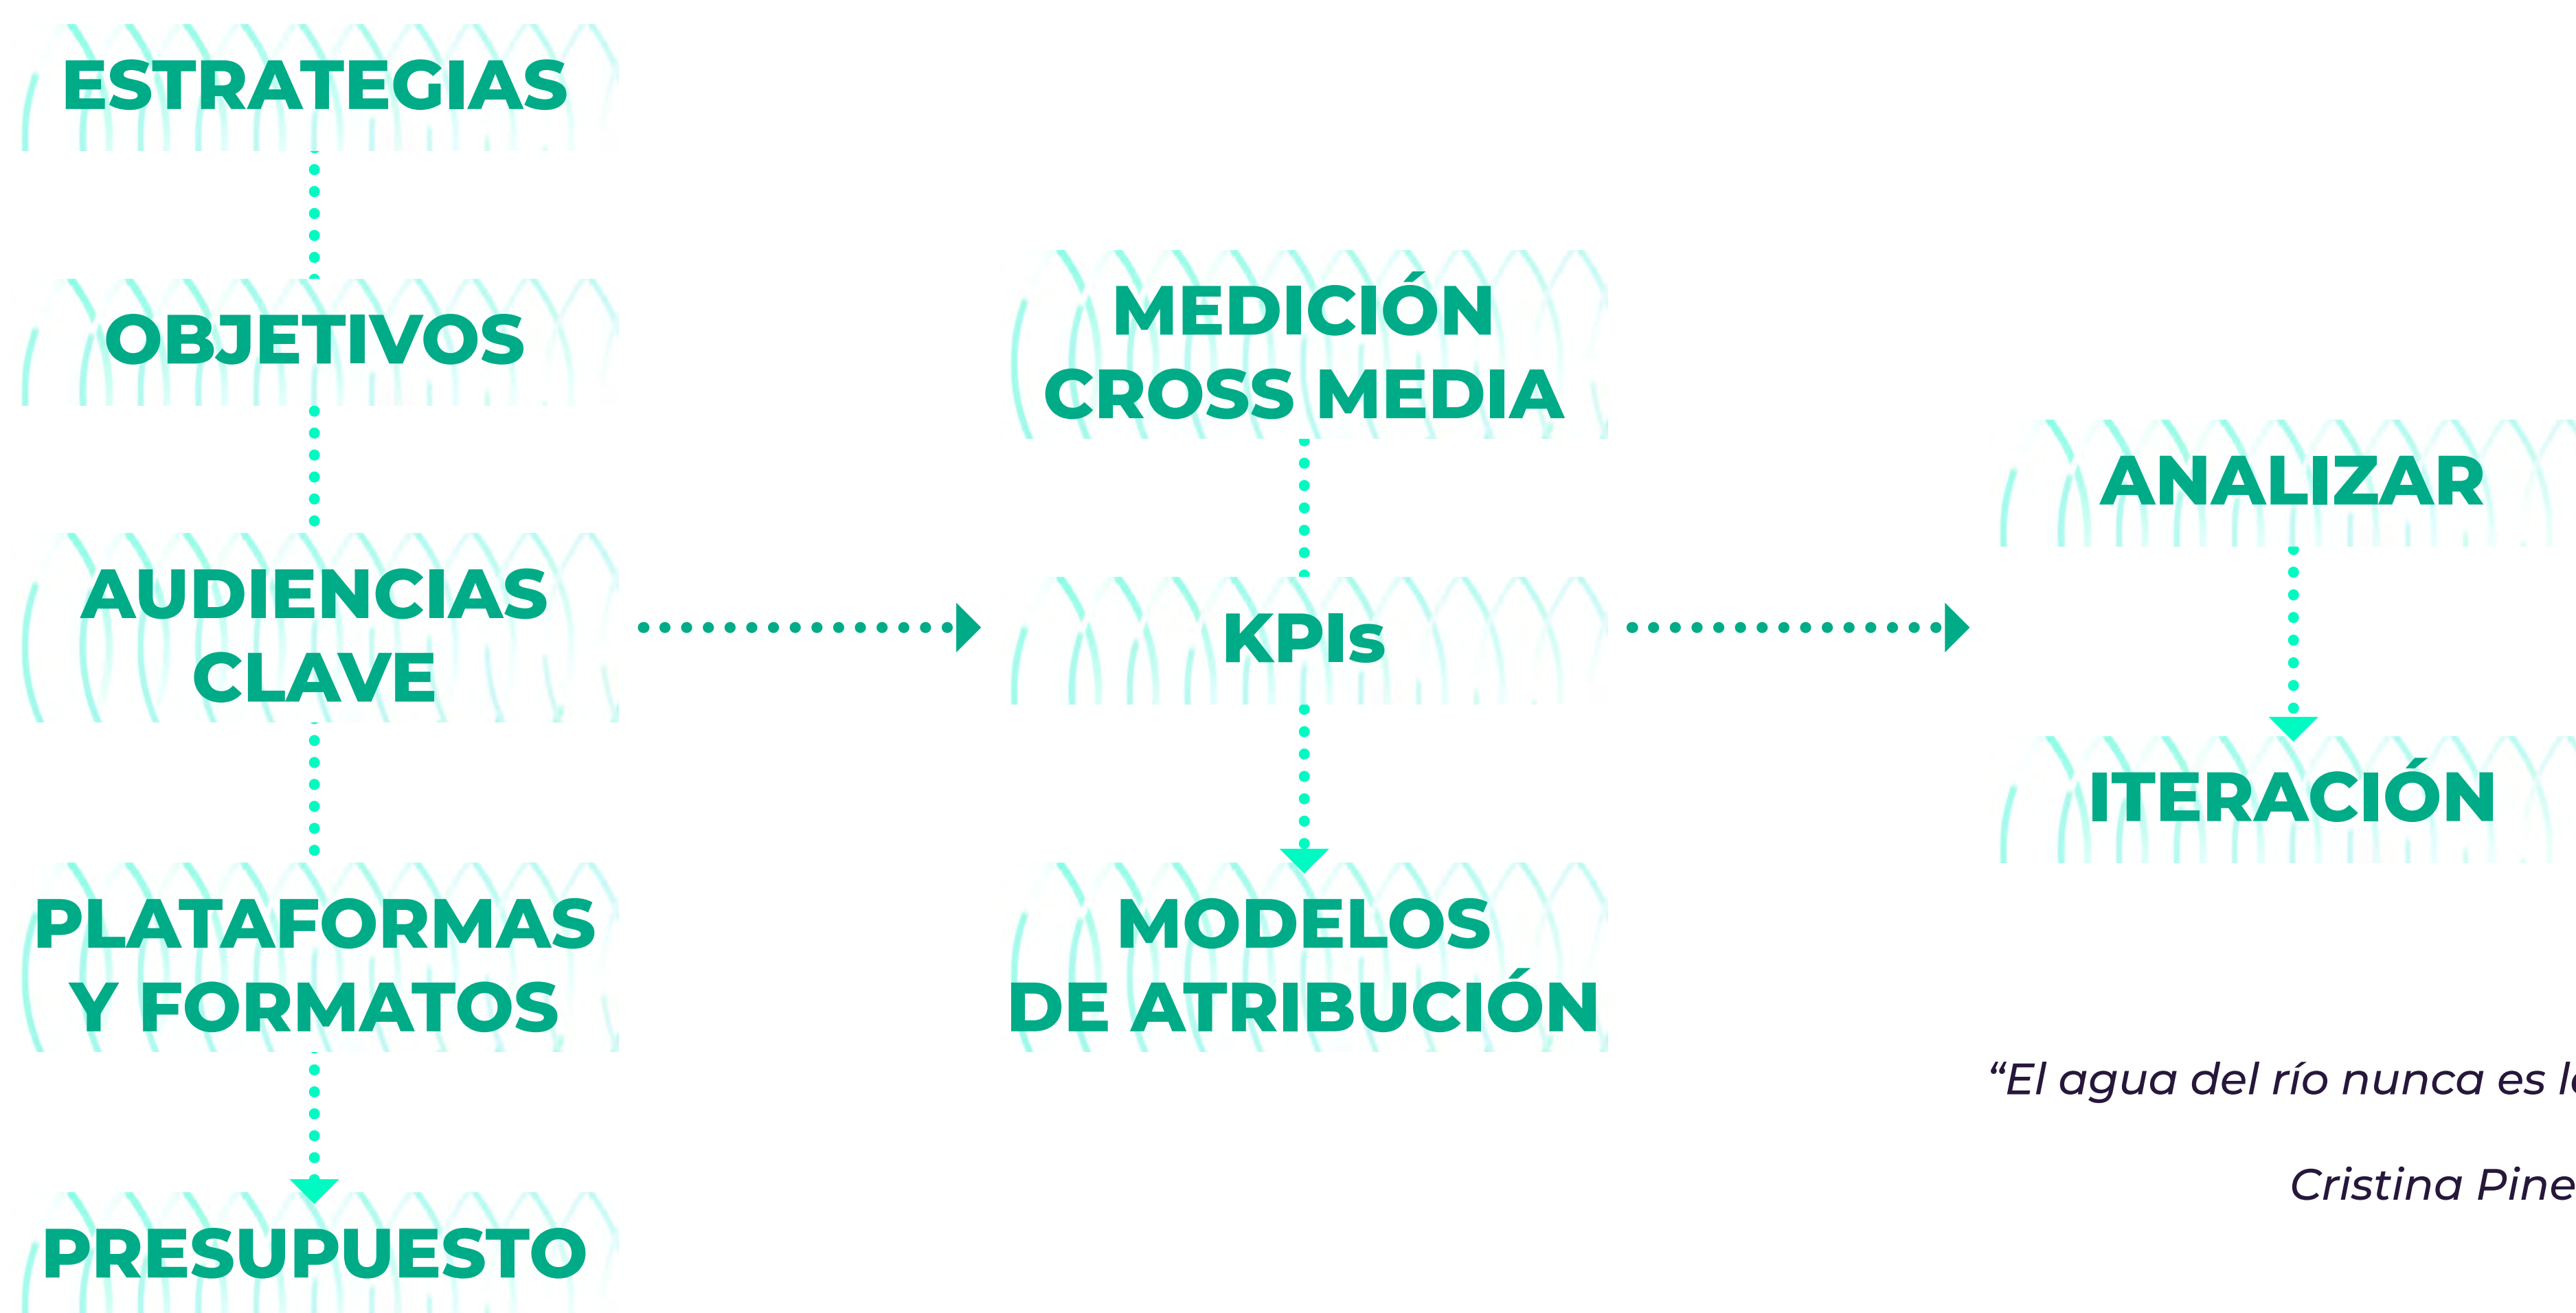 ESTRATEGIAS
OBJETIVOS
AUDIENCIAS
CLAVE
PLATAFORMAS
Y FORMATOS
PRESUPUESTO
MEDICIÓN
CROSS MEDIA
KPIs
MODELOS
DE ATRIBUCIÓN
ANALIZAR
ITERACIÓN
“El agua del río nunca es
Cristina